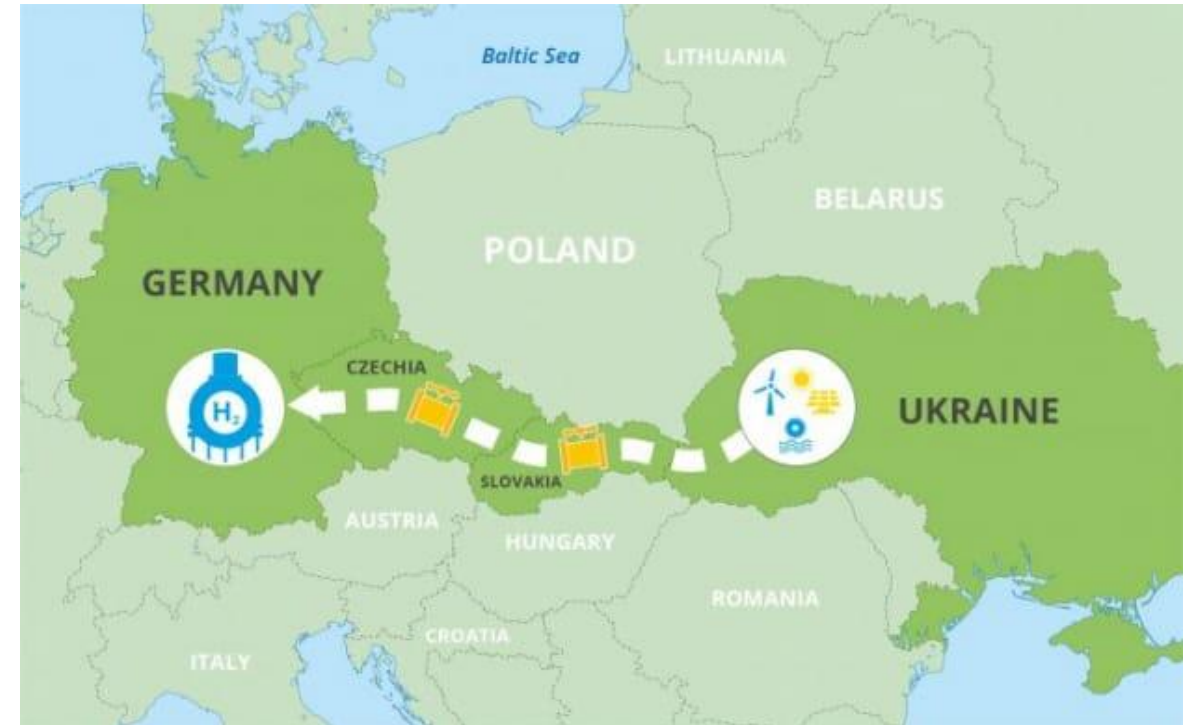 Baltic Sea
LITHUANIA
BELARUS
POLAND
GERMANY
CZECHIA
H₂
UKRAINE
SLOVAKIA
AUSTRIA
HUNGARY
ROMANIA
CROATIA
ITALY